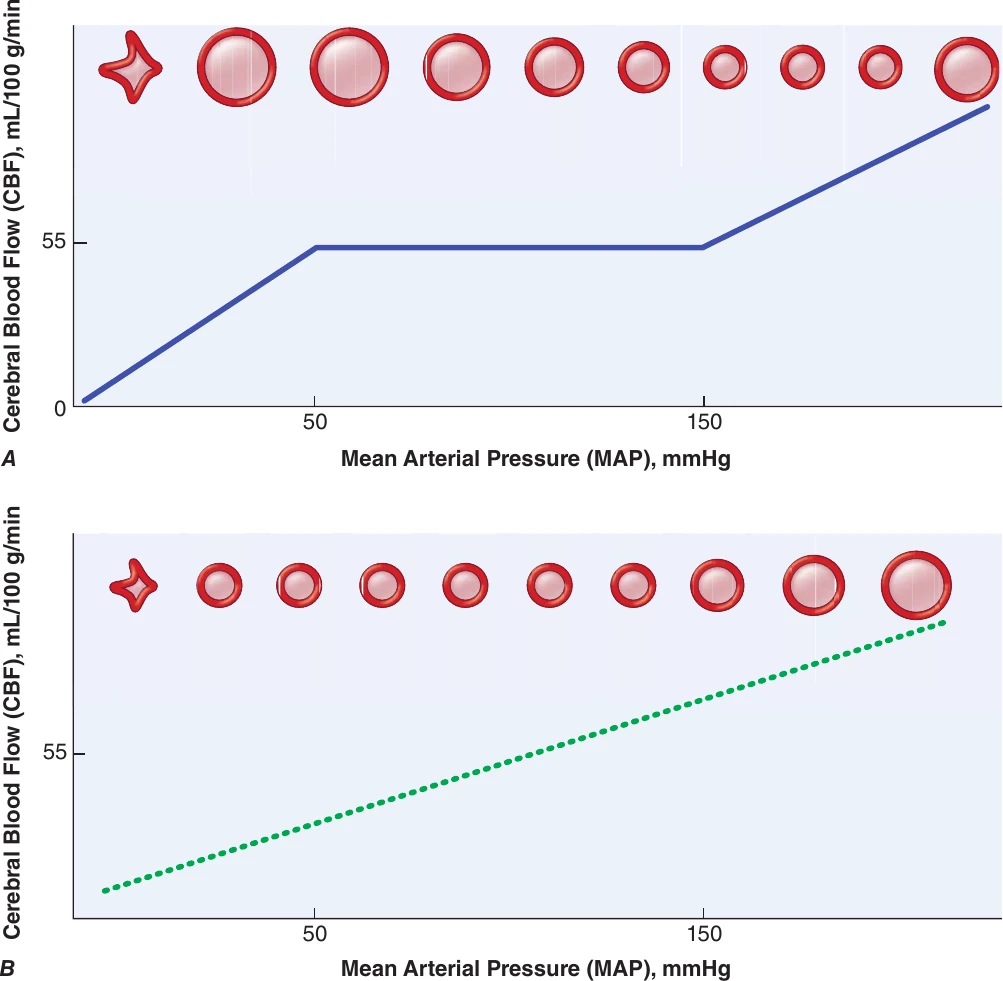 Cerebral Blood Flow (CBF), mL/100 g/min
55
0
50
150
Mean Arterial Pressure (MAP), mmHg
A
Cerebral Blood Flow (CBF), mL/100 g/min
55
50
150
Mean Arterial Pressure (MAP), mmHg
B